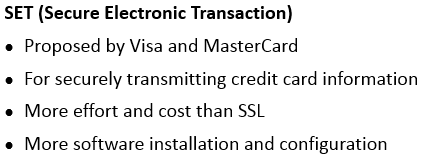 SET (Secure Electronic Transaction)
● Proposed by Visa and MasterCard
● For securely transmitting credit card information
● More effort and cost than SSL
● More software installation and configuration